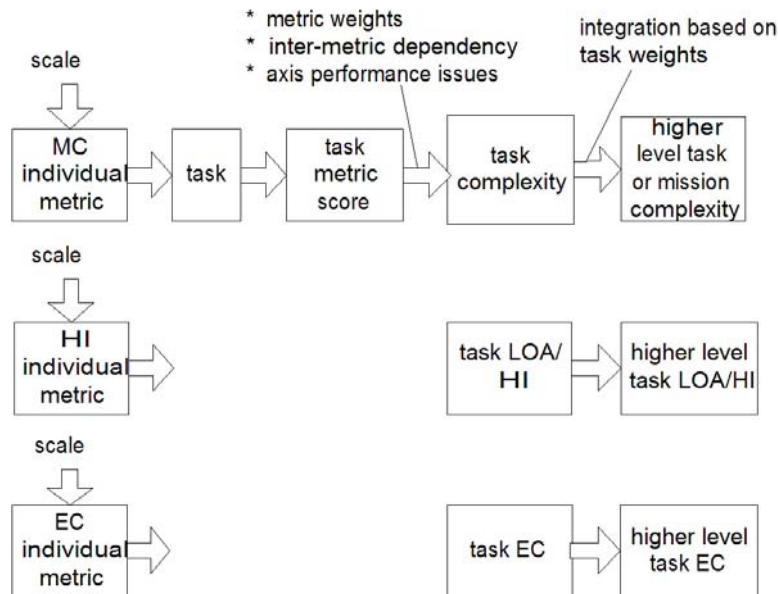 * metric weights
* inter-metric dependency
* axis performance issues
integration based on
task weights
scale
MC
individual
metric
task
task
metric
score
task
complexity
higher
level task
or mission
complexity
scale
HI
individual
metric
task LOA/
HI
higher level
task LOA/HI
scale
EC
individual
metric
task EC
higher level
task EC